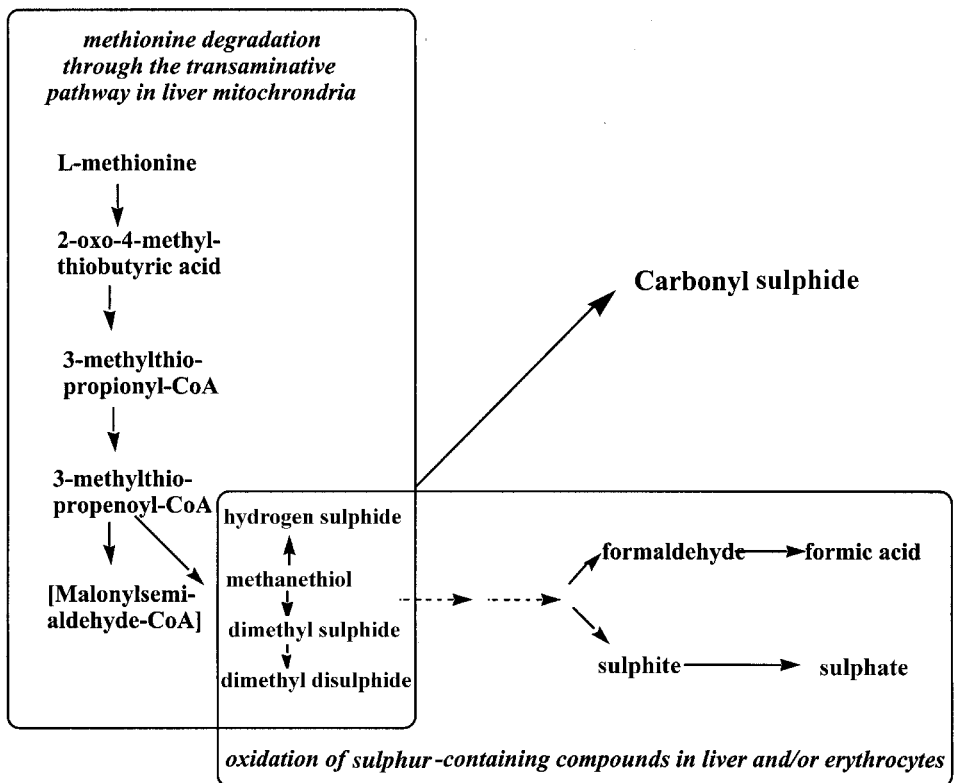 methionine degradation
through the transaminative
pathway in liver mitochrondria
L-methionine
2-oxo-4-methyl-
thiobutyric acid
3-methylthio-
propionyl-CoA
3-methylthio-
propenoyl-CoA
[Malonylsemi-
aldehyde-CoA]
hydrogen sulphide
methanethiol
dimethyl sulphide
dimethyl disulphide
Carbonyl sulphide
formaldehyde
formic acid
sulphite
sulphate
oxidation of sulphur-containing compounds in liver and/or erythrocytes